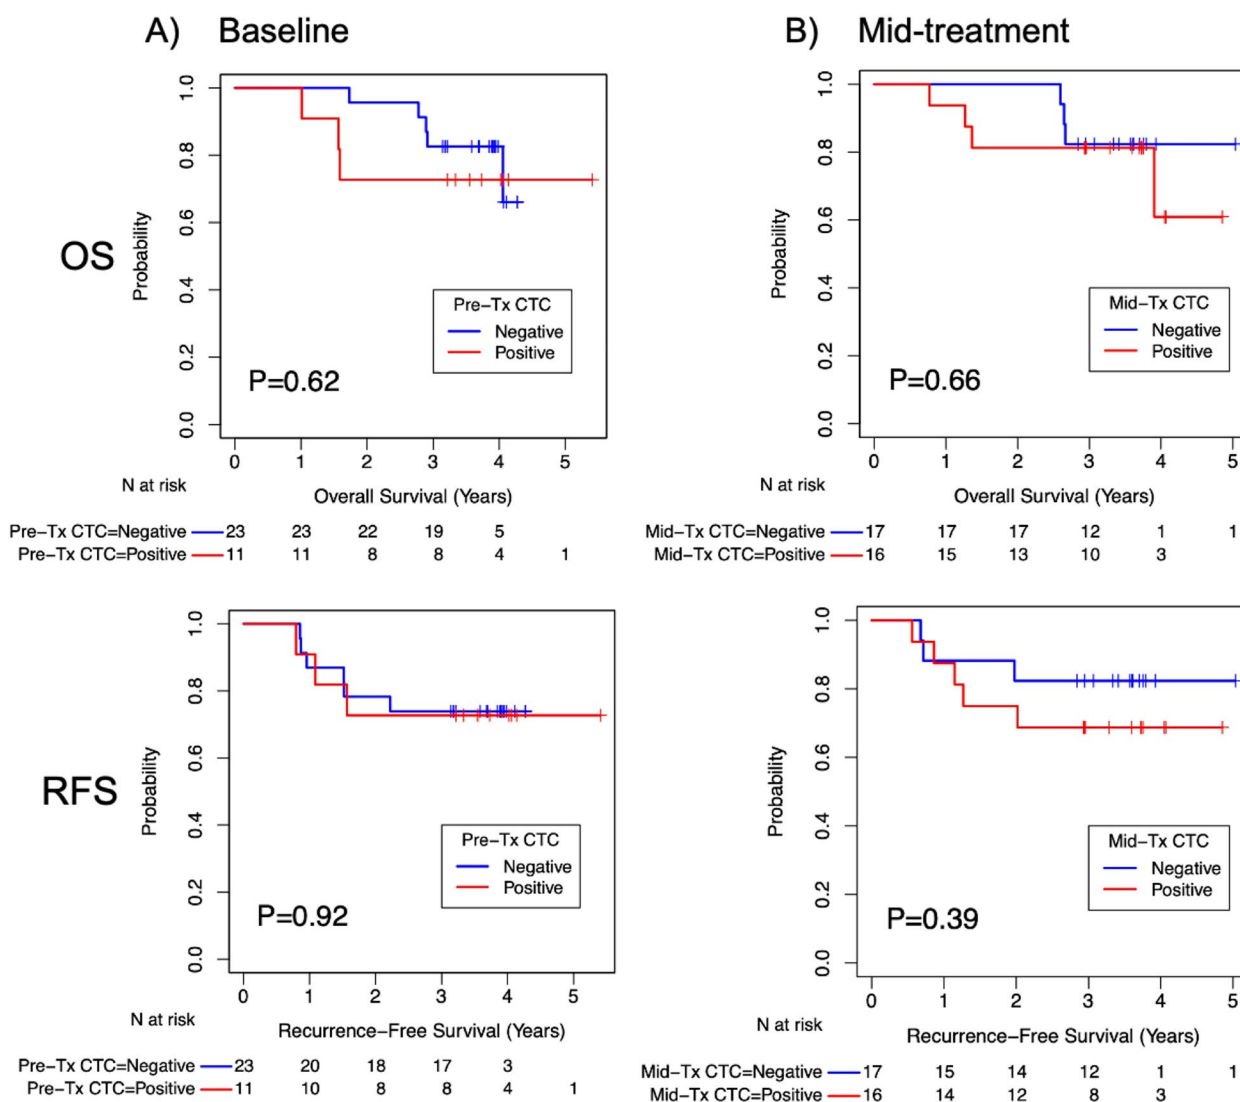 A) Baseline
B) Mid-treatment
OS
Probability
0.0 0.2 0.4 0.6 0.8 1.0
Pre-Tx CTC
Negative
Positive
P=0.62
0 1 2 3 4 5
N at risk
Overall Survival (Years)
Pre-Tx CTC=Negative 23 23 22 19 5
Pre-Tx CTC=Positive 11 11 8 8 4 1
Probability
0.0 0.2 0.4 0.6 0.8 1.0
Mid-Tx CTC
Negative
Positive
P=0.66
0 1 2 3 4 5
N at risk
Overall Survival (Years)
Mid-Tx CTC=Negative 17 17 17 12 1 1
Mid-Tx CTC=Positive 16 15 13 10 3
RFS
Probability
0.0 0.2 0.4 0.6 0.8 1.0
Pre-Tx CTC
Negative
Positive
P=0.92
0 1 2 3 4 5
N at risk
Recurrence-Free Survival (Years)
Pre-Tx CTC=Negative 23 20 18 17 3
Pre-Tx CTC=Positive 11 10 8 8 4 1
Probability
0.0 0.2 0.4 0.6 0.8 1.0
Mid-Tx CTC
Negative
Positive
P=0.39
0 1 2 3 4 5
N at risk
Recurrence-Free Survival (Years)
Mid-Tx CTC=Negative 17 15 14 12 1 1
Mid-Tx CTC=Positive 16 14 12 8 3